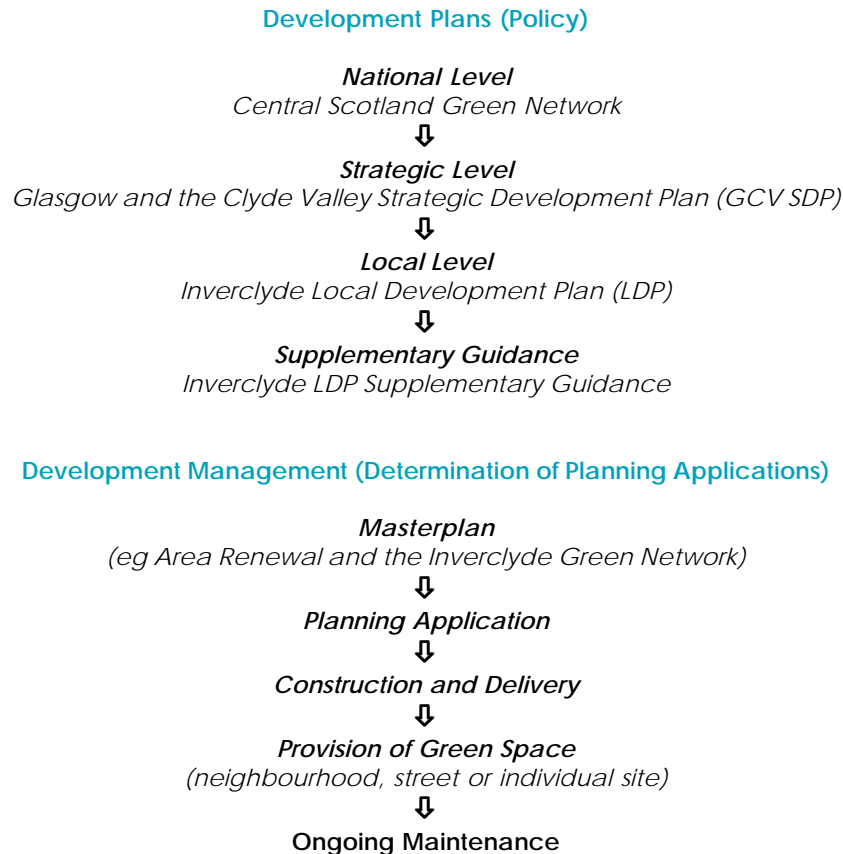 Development Plans (Policy)
National Level
Central Scotland Green Network
⇩
Strategic Level
Glasgow and the Clyde Valley Strategic Development Plan (GCV SDP)
⇩
Local Level
Inverclyde Local Development Plan (LDP)
⇩
Supplementary Guidance
Inverclyde LDP Supplementary Guidance
Development Management (Determination of Planning Applications)
Masterplan
(eg Area Renewal and the Inverclyde Green Network)
⇩
Planning Application
⇩
Construction and Delivery
⇩
Provision of Green Space
(neighbourhood, street or individual site)
⇩
Ongoing Maintenance